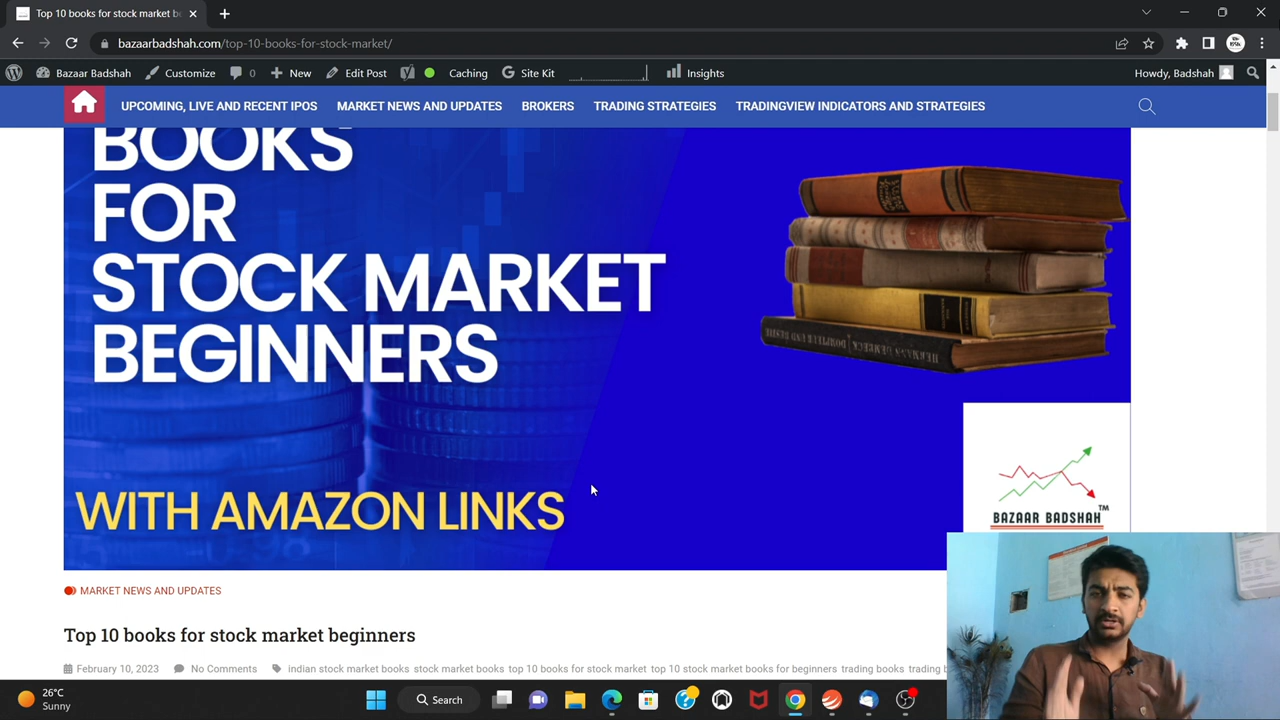 Top 10 books for stock market be
bazaarbadshah.com/top-10-books-for-stock-market/
Bazaar Badshah Customize 0 New Edit Post Caching Site Kit Insights Howdy, Badshah
UPCOMING, LIVE AND RECENT IPOS MARKET NEWS AND UPDATES BROKERS TRADING STRATEGIES TRADINGVIEW INDICATORS AND STRATEGIES
BOOKS
FOR
STOCK MARKET
BEGINNERS
WITH AMAZON LINKS
BAZAAR BADSHAH™
MARKET NEWS AND UPDATES
Top 10 books for stock market beginners
February 10, 2023 No Comments indian stock market books stock market books top 10 books for stock market top 10 stock market books for beginners trading books trading b
26°C
Sunny
Search